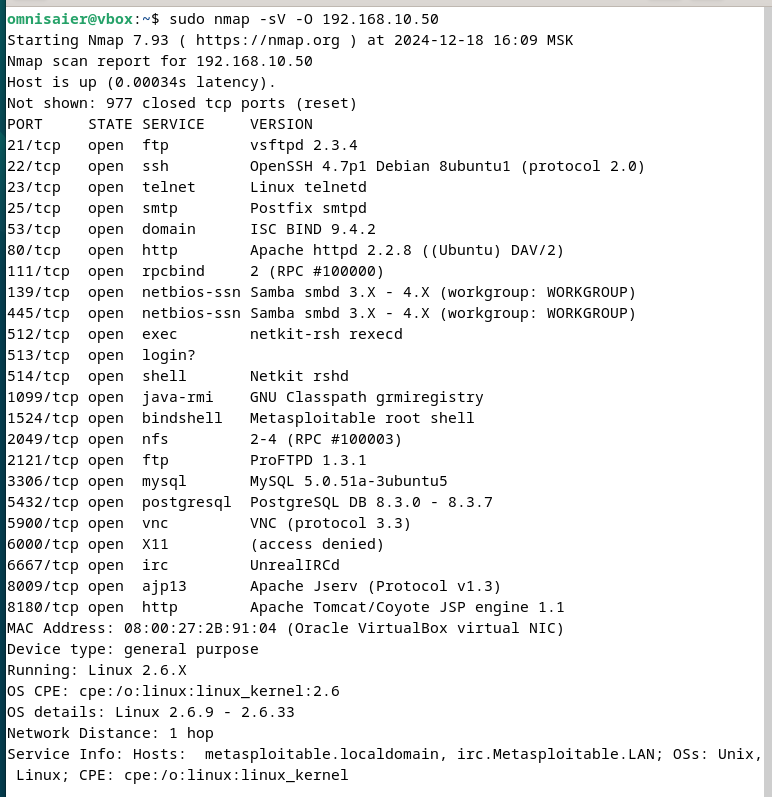 omnisaier@vbox:~$ sudo nmap -sV -O 192.168.10.50
Starting Nmap 7.93 ( https://nmap.org ) at 2024-12-18 16:09 MSK
Nmap scan report for 192.168.10.50
Host is up (0.00034s latency).
Not shown: 977 closed tcp ports (reset)
PORT     STATE SERVICE     VERSION
21/tcp   open  ftp         vsftpd 2.3.4
22/tcp   open  ssh         OpenSSH 4.7p1 Debian 8ubuntu1 (protocol 2.0)
23/tcp   open  telnet      Linux telnetd
25/tcp   open  smtp        Postfix smtpd
53/tcp   open  domain      ISC BIND 9.4.2
80/tcp   open  http        Apache httpd 2.2.8 ((Ubuntu) DAV/2)
111/tcp  open  rpcbind     2 (RPC #100000)
139/tcp  open  netbios-ssn Samba smbd 3.X - 4.X (workgroup: WORKGROUP)
445/tcp  open  netbios-ssn Samba smbd 3.X - 4.X (workgroup: WORKGROUP)
512/tcp  open  exec        netkit-rsh rexecd
513/tcp  open  login?
514/tcp  open  shell       Netkit rshd
1099/tcp open  java-rmi    GNU Classpath grmiregistry
1524/tcp open  bindshell   Metasploitable root shell
2049/tcp open  nfs         2-4 (RPC #100003)
2121/tcp open  ftp         ProFTPD 1.3.1
3306/tcp open  mysql       MySQL 5.0.51a-3ubuntu5
5432/tcp open  postgresql  PostgreSQL DB 8.3.0 - 8.3.7
5900/tcp open  vnc         VNC (protocol 3.3)
6000/tcp open  X11         (access denied)
6667/tcp open  irc         UnrealIRCd
8009/tcp open  ajp13       Apache Jserv (Protocol v1.3)
8180/tcp open  http        Apache Tomcat/Coyote JSP engine 1.1
MAC Address: 08:00:27:2B:91:04 (Oracle VirtualBox virtual NIC)
Device type: general purpose
Running: Linux 2.6.X
OS CPE: cpe:/o:linux:linux_kernel:2.6
OS details: Linux 2.6.9 - 2.6.33
Network Distance: 1 hop
Service Info: Hosts:  metasploitable.localdomain, irc.Metasploitable.LAN; OSs: Unix,
 Linux; CPE: cpe:/o:linux:linux_kernel